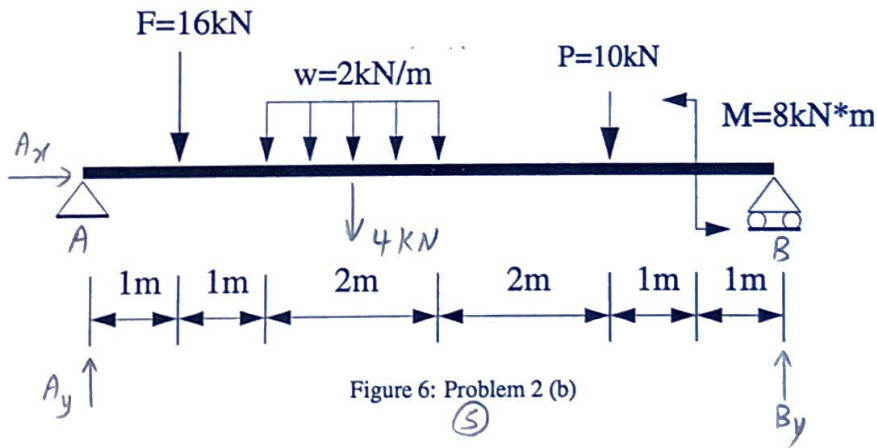 F=16kN
w=2kN/m
P=10kN
M=8kN*m
Ax
A
4KN
B
1m 1m 2m 2m 1m 1m
Ay
Figure 6: Problem 2 (b)
5
By